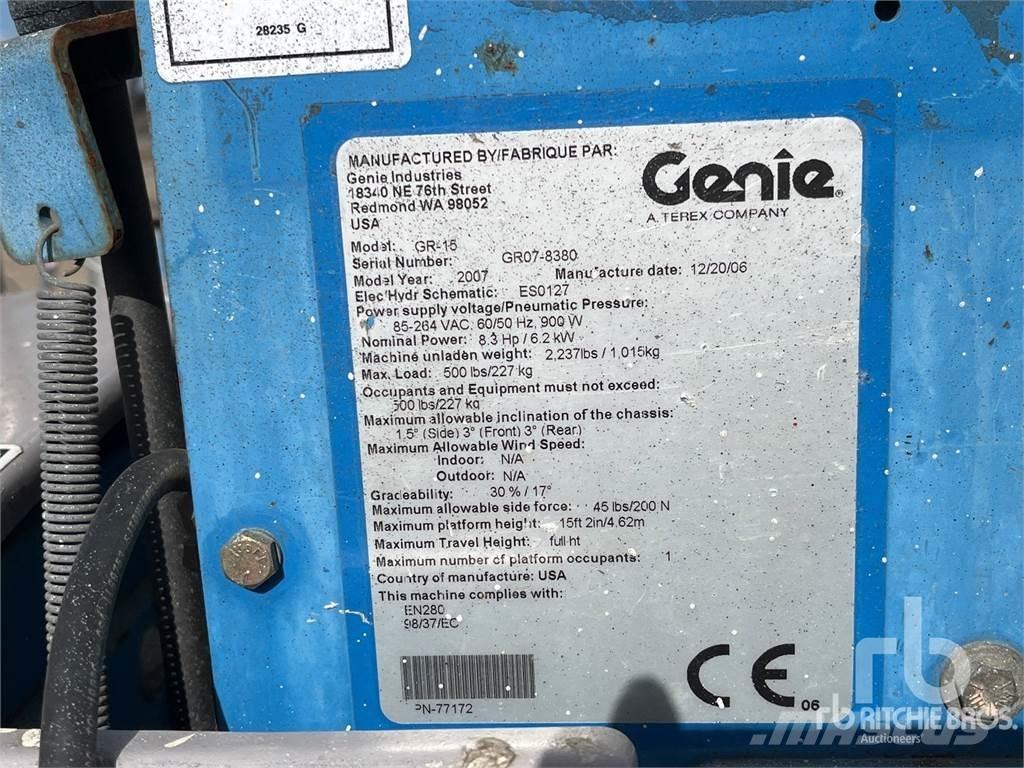 28235 G
MANUFACTURED BY/FABRIQUE PAR:
Genie Industries
18340 NE 76th Street
Redmond WA 98052
USA
Genie
A TEREX COMPANY
Model: GR-15
Serial Number: GR07-8380
Model Year: 2007 Manufacture date: 12/20/06
Elec/Hydr Schematic: ES0127
Power supply voltage/Pneumatic Pressure:
85-264 VAC, 60/50 Hz, 900 W
Nominal Power: 8.3 Hp / 6.2 kW
Machine unladen weight: 2,237lbs / 1,015kg
Max. Load: 500 lbs/227 kg
Occupants and Equipment must not exceed:
500 lbs/227 kg
Maximum allowable inclination of the chassis:
1.5° (Side) 3° (Front) 3° (Rear)
Maximum Allowable Wind Speed:
Indoor: N/A
Outdoor: N/A
Gradeability: 30 % / 17°
Maximum allowable side force: 45 lbs/200 N
Maximum platform height: 15ft 2in/4.62m
Maximum Travel Height: full ht
Maximum number of platform occupants: 1
Country of manufacture: USA
This machine complies with:
EN280
98/37/EC
PN-77172
CE 06
rb
rb RITCHIE BROS.
Auctioneers
MASCUS